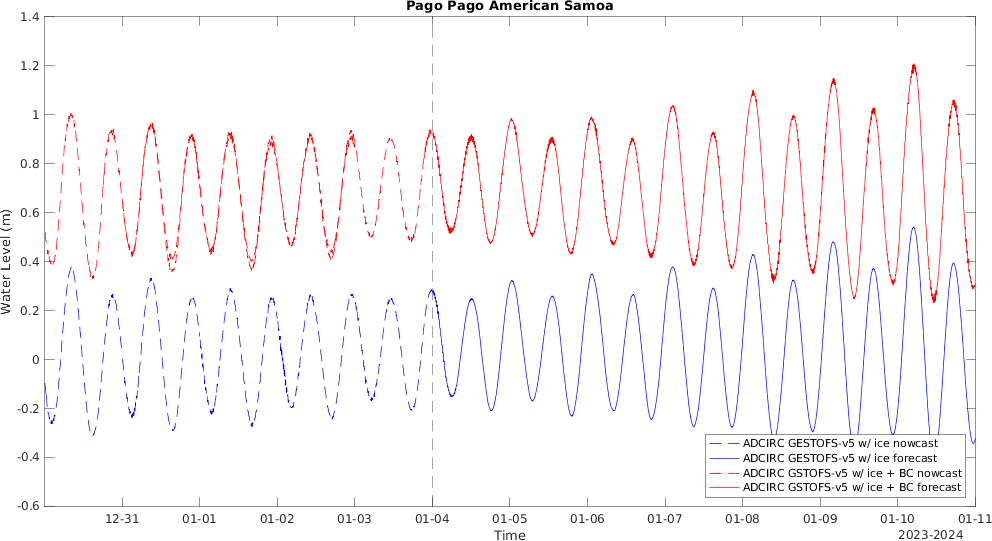 Pago Pago American Samoa
1.4
1.2
1
0.8
0.6
0.4
0.2
0
-0.2
-0.4
-0.6
Water Level (m)
12-31 01-01 01-02 01-03 01-04 01-05 01-06 01-07 01-08 01-09 01-10 01-11
Time
2023-2024
ADCIRC GESTOFS-v5 w/ ice nowcast
ADCIRC GESTOFS-v5 w/ ice forecast
ADCIRC GSTOFS-v5 w/ ice + BC nowcast
ADCIRC GSTOFS-v5 w/ ice + BC forecast